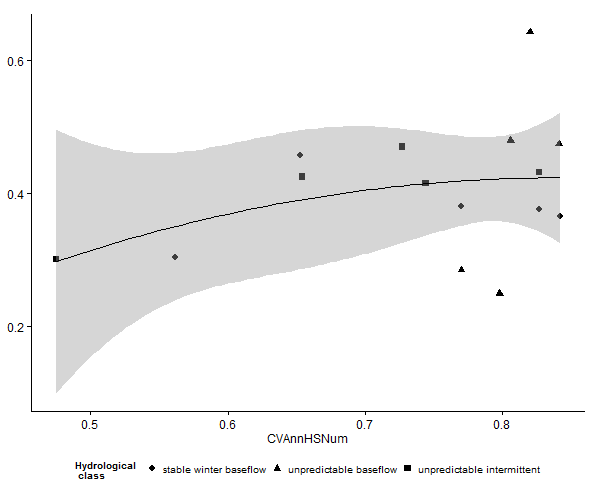 0.6
0.4
0.2
0.5 0.6 0.7 0.8
CVAnnHSNum
Hydrological
class
stable winter baseflow unpredictable baseflow unpredictable intermittent